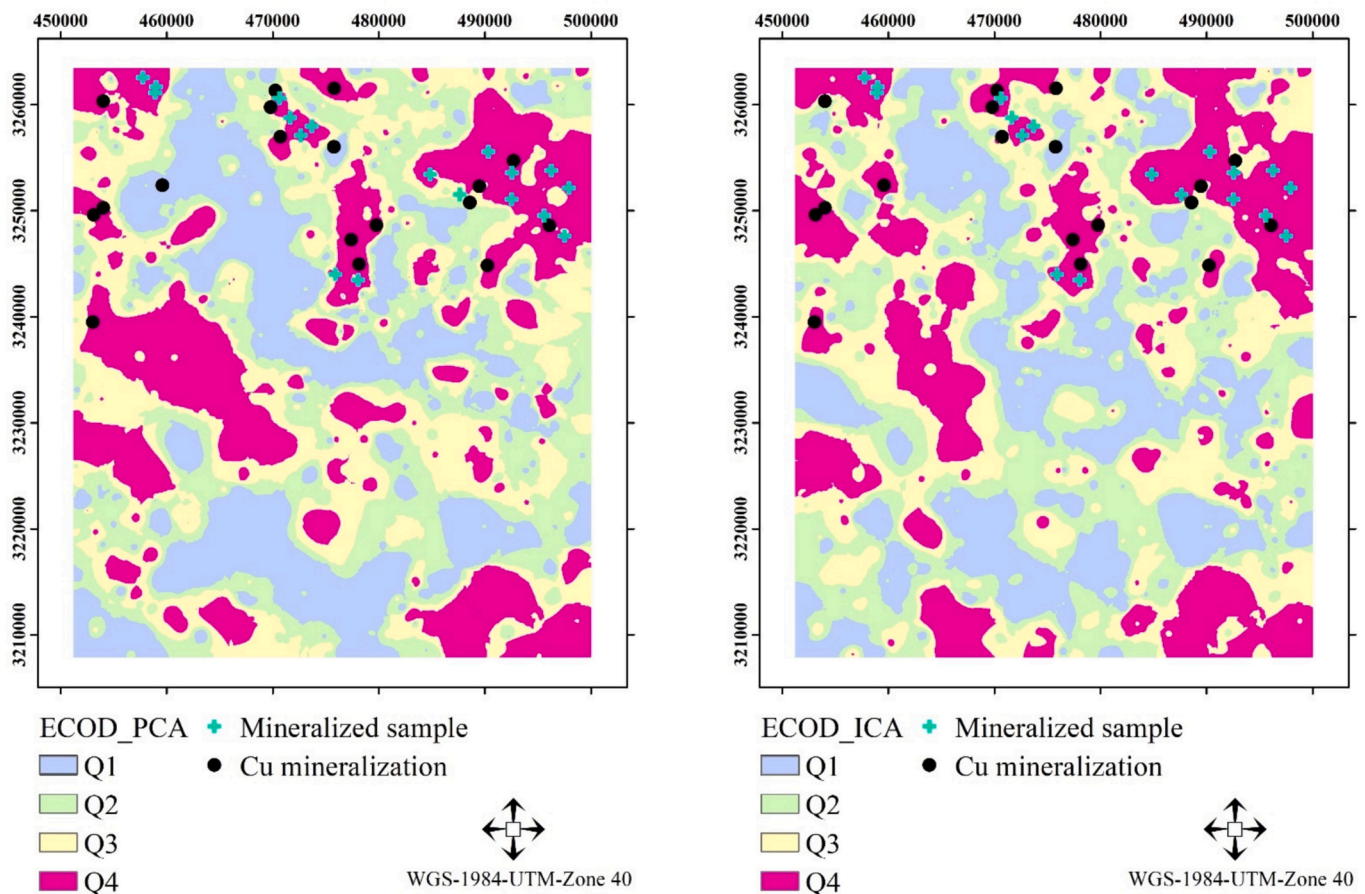 450000 460000 470000 480000 490000 500000
3260000
3250000
3240000
3230000
3220000
3210000
450000 460000 470000 480000 490000 500000
ECOD_PCA Mineralized sample
Q1 Cu mineralization
Q2
Q3
Q4
WGS-1984-UTM-Zone 40
450000 460000 470000 480000 490000 500000
3260000
3250000
3240000
3230000
3220000
3210000
450000 460000 470000 480000 490000 500000
ECOD_ICA Mineralized sample
Q1 Cu mineralization
Q2
Q3
Q4
WGS-1984-UTM-Zone 40